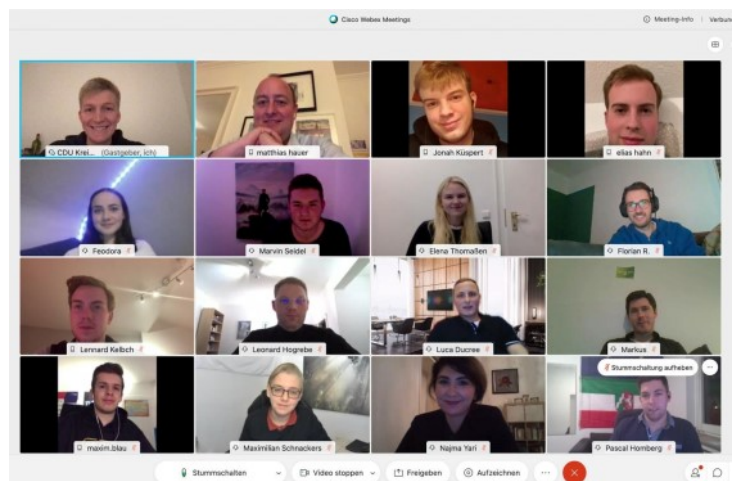 Cisco Webex Meetings
Meeting-Info
Verbun
CDU Krei... (Gastgeber, ich)
matthias hauer
Jonah Küspert
elias hahn
Feodora
Marvin Seidel
Elena Thomaßen
Florian R.
Lennard Kelbch
Leonard Hogrebe
Luca Ducree
Markus
Stummschaltung aufheben
maxim.blau
Maximilian Schnackers
Najma Yari
Pascal Homberg
Stummschalten
Video stoppen
Freigeben
Aufzeichnen